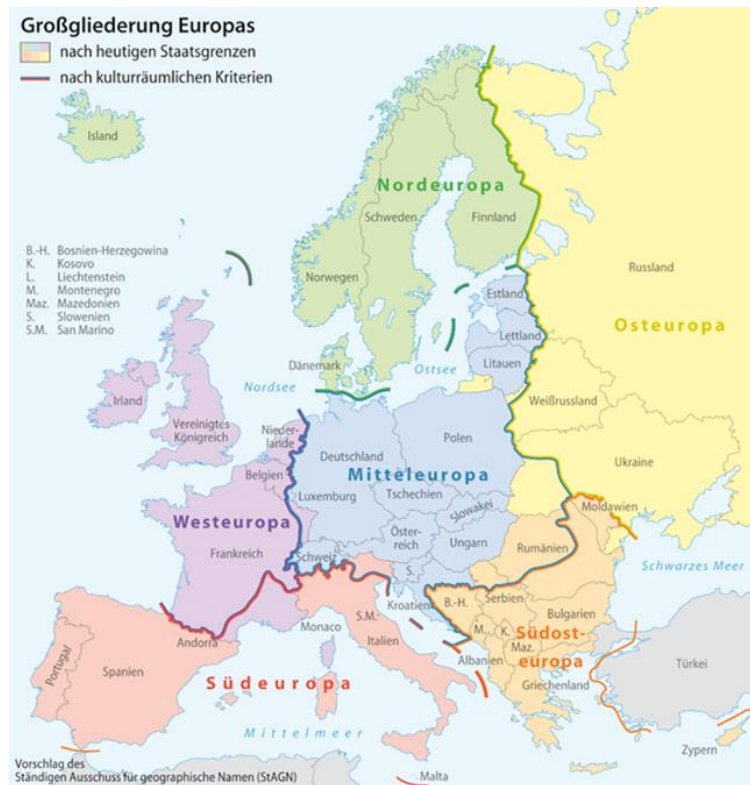 Großgliederung Europas
nach heutigen Staatsgrenzen
nach kulturräumlichen Kriterien
Island
Nordeuropa
Schweden
Finnland
Norwegen
B.-H. Bosnien-Herzegowina
K. Kosovo
L. Liechtenstein
M. Montenegro
Maz. Mazedonien
S. Slowenien
S.M. San Marino
Russland
Estland
Osteuropa
Lettland
Dänemark
Ostsee
Litauen
Nordsee
Irland
Vereinigtes
Königreich
Weißrussland
Nieder-
lande
Deutschland
Polen
Belgien
Mitteleuropa
Ukraine
Luxemburg
Tschechien
Westeuropa
Slowakei
Moldawien
Frankreich
Öster-
reich
Schweiz
Ungarn
Rumänien
S.
Schwarzes Meer
Kroatien
B.-H.
Serbien
S.M.
Monaco
Bulgarien
Andorra
Italien
M.
K.
Südost-
europa
Maz.
Portugal
Spanien
Albanien
Türkei
Südeuropa
Griechenland
Mittelmeer
Zypern
Vorschlag des
Ständigen Ausschuss für geographische Namen (StAGN)
Malta